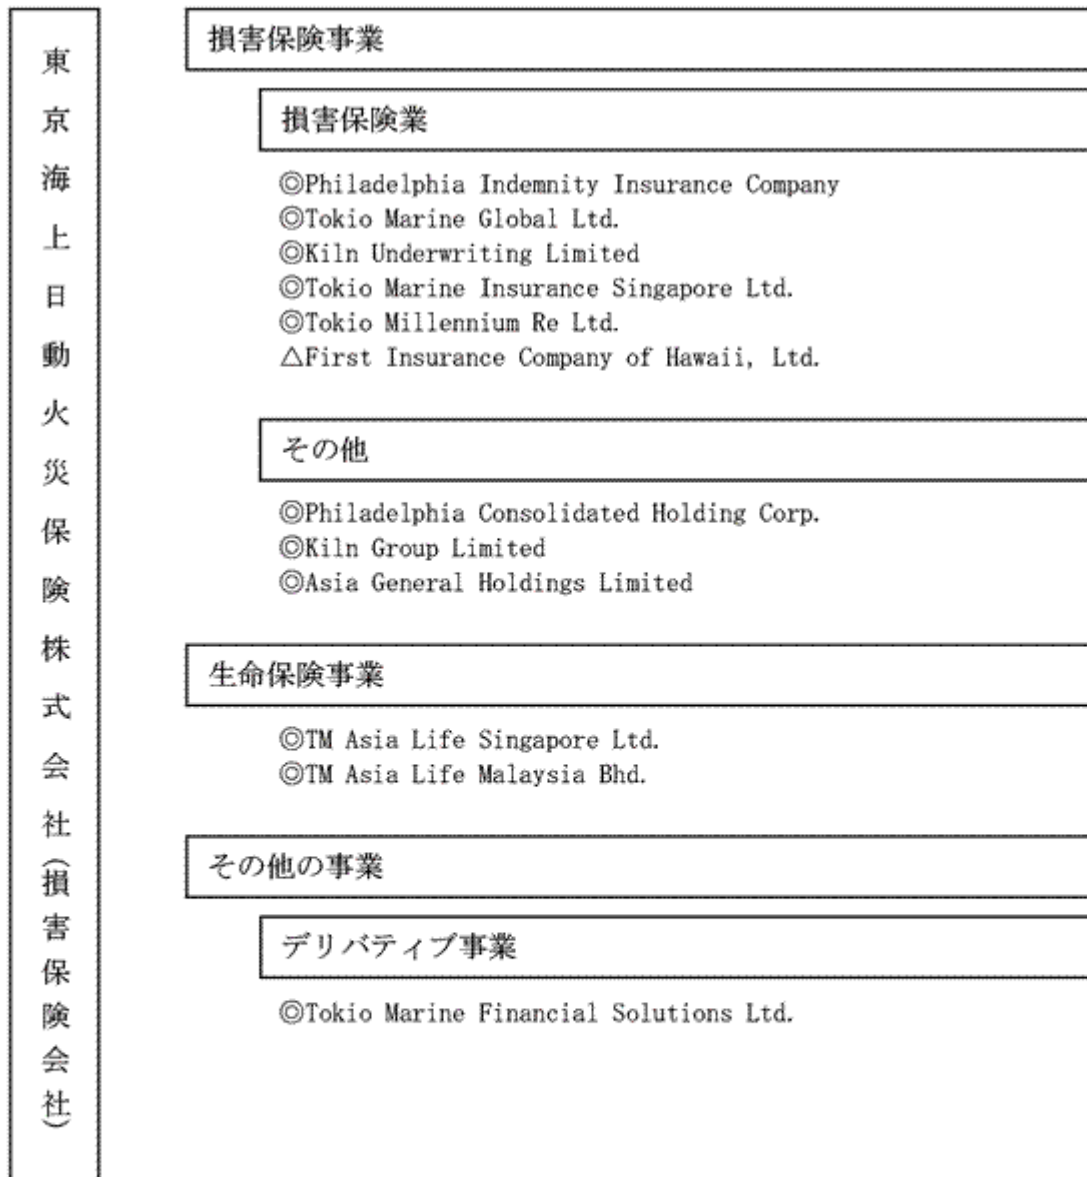 東京海上日動火災保険株式会社(損害保険会社)
損害保険事業
損害保険業
◎Philadelphia Indemnity Insurance Company
◎Tokio Marine Global Ltd.
◎Kiln Underwriting Limited
◎Tokio Marine Insurance Singapore Ltd.
◎Tokio Millennium Re Ltd.
△First Insurance Company of Hawaii, Ltd.
その他
◎Philadelphia Consolidated Holding Corp.
◎Kiln Group Limited
◎Asia General Holdings Limited
生命保険事業
◎TM Asia Life Singapore Ltd.
◎TM Asia Life Malaysia Bhd.
その他の事業
デリバティブ事業
◎Tokio Marine Financial Solutions Ltd.